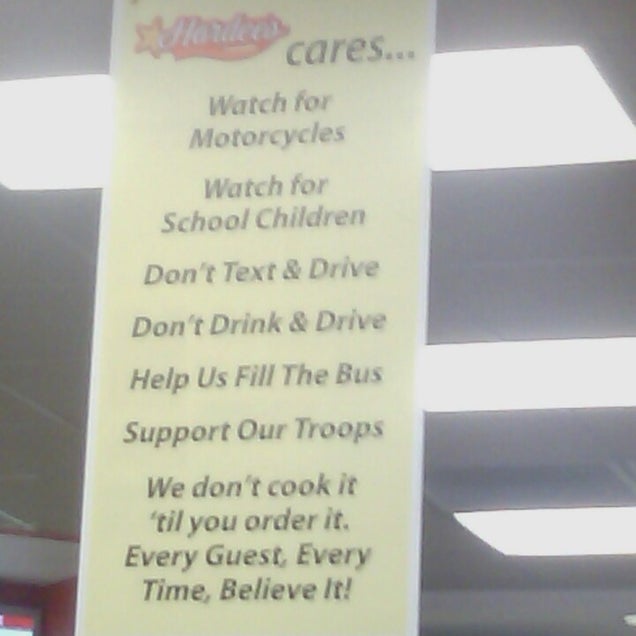 Hardee's cares...
Watch for
Motorcycles
Watch for
School Children
Don't Text & Drive
Don't Drink & Drive
Help Us Fill The Bus
Support Our Troops
We don't cook it
'til you order it.
Every Guest, Every
Time, Believe It!